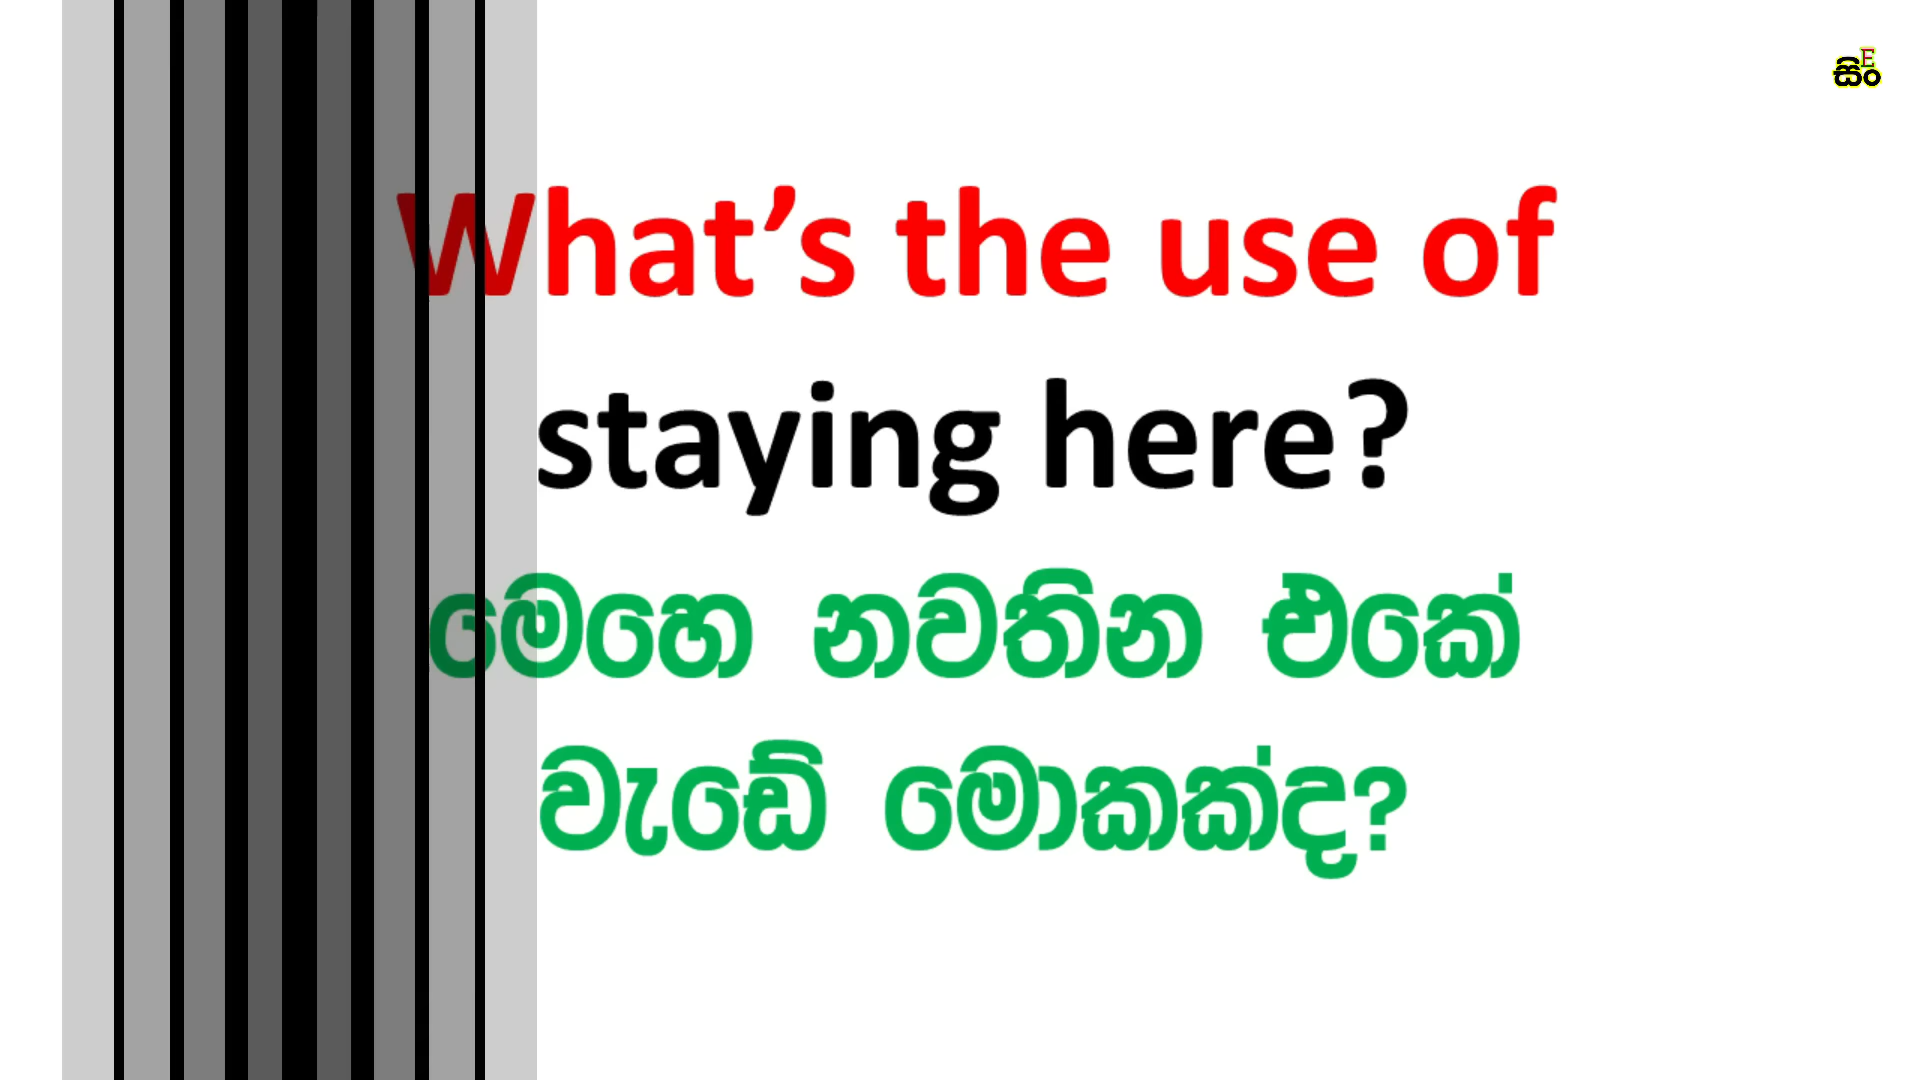 සිං
E
What’s the use of
staying here?
මෙහෙ නවතින එකේ
වැඩේ මොකක්ද?